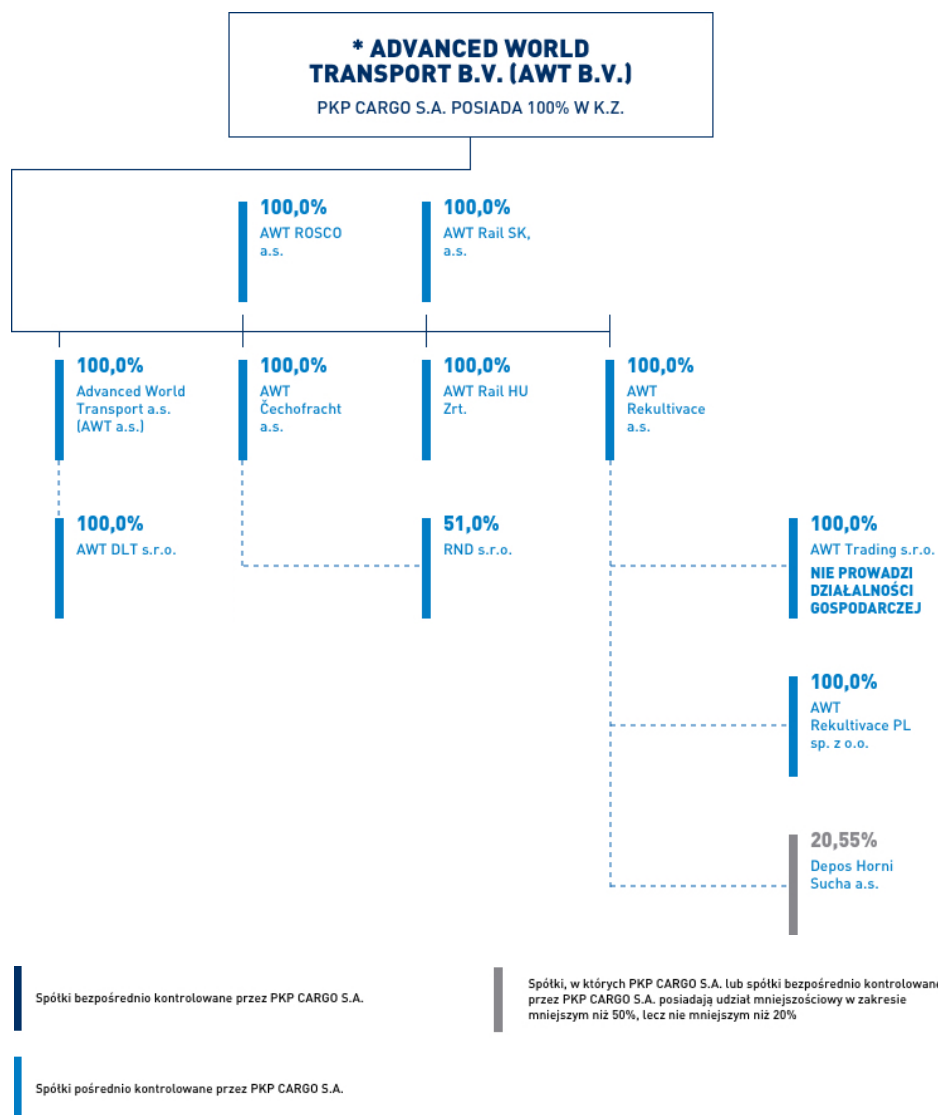 * ADVANCED WORLD
TRANSPORT B.V. (AWT B.V.)
PKP CARGO S.A. POSIADA 100% W K.Z.
100,0%
AWT ROSCO
a.s.
100,0%
AWT Rail SK,
a.s.
100,0%
Advanced World
Transport a.s.
(AWT a.s.)
100,0%
AWT
Čechofracht
a.s.
100,0%
AWT Rail HU
Zrt.
100,0%
AWT
Rekultivace
a.s.
100,0%
AWT DLT s.r.o.
51,0%
RND s.r.o.
100,0%
AWT Trading s.r.o.
NIE PROWADZI
DZIAŁALNOŚCI
GOSPODARCZEJ
100,0%
AWT
Rekultivace PL
sp. z o.o.
20,55%
Depos Horni
Sucha a.s.
Spółki bezpośrednio kontrolowane przez PKP CARGO S.A.
Spółki, w których PKP CARGO S.A. lub spółki bezpośrednio kontrolowane
przez PKP CARGO S.A. posiadają udział mniejszościowy w zakresie
mniejszym niż 50%, lecz nie mniejszym niż 20%
Spółki pośrednio kontrolowane przez PKP CARGO S.A.